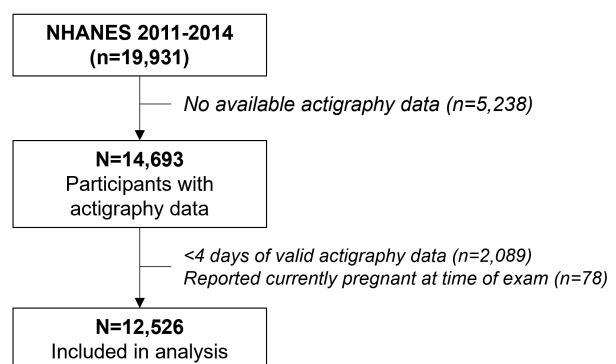 NHANES 2011-2014
(n=19,931)
No available actigraphy data (n=5,238)
N=14,693
Participants with
actigraphy data
<4 days of valid actigraphy data (n=2,089)
Reported currently pregnant at time of exam (n=78)
N=12,526
Included in analysis